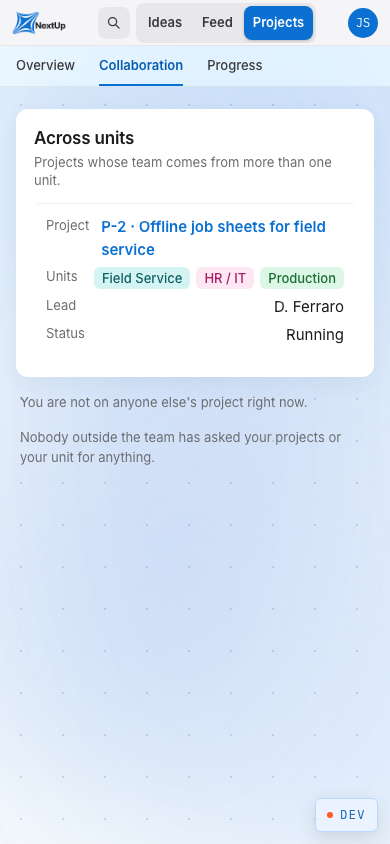 NextUp
Ideas
Feed
Projects
JS
Overview
Collaboration
Progress
Across units
Projects whose team comes from more than one
unit.
Project
P-2 · Offline job sheets for field
service
Units
Field Service
HR / IT
Production
Lead
D. Ferraro
Status
Running
You are not on anyone else's project right now.
Nobody outside the team has asked your projects or
your unit for anything.
DEV